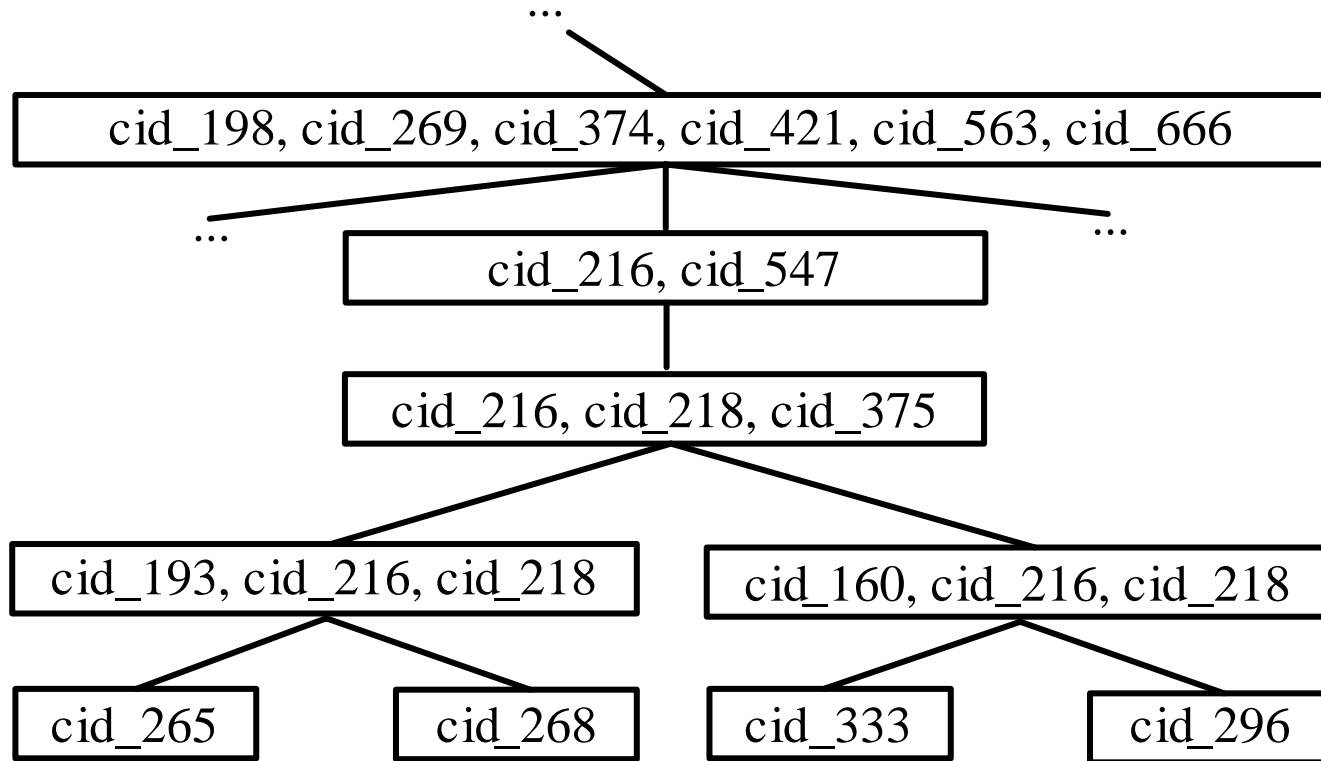 ...
cid_198, cid_269, cid_374, cid_421, cid_563, cid_666
... ...
cid_216, cid_547
cid_216, cid_218, cid_375
cid_193, cid_216, cid_218 cid_160, cid_216, cid_218
cid_265 cid_268 cid_333 cid_296